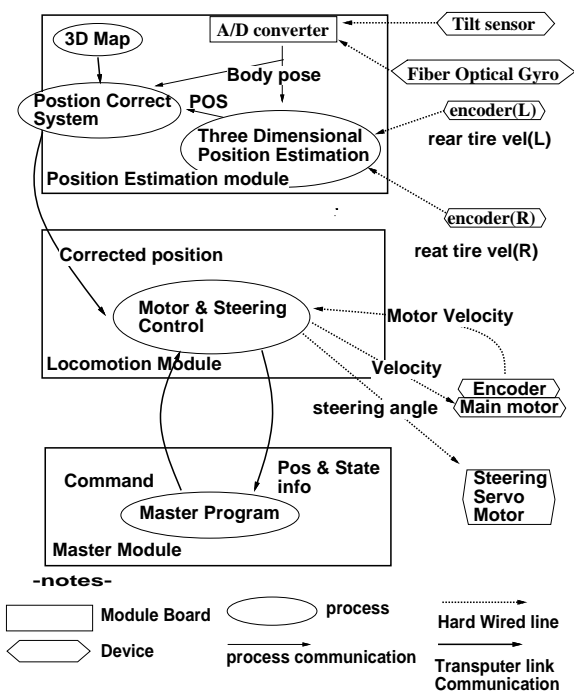 3D Map
A/D converter
Tilt sensor
Fiber Optical Gyro
Body pose
Postion Correct
System
POS
encoder(L)
rear tire vel(L)
Three Dimensional
Position Estimation
Position Estimation module
encoder(R)
reat tire vel(R)
Corrected position
Motor & Steering
Control
Motor Velocity
Locomotion Module
Velocity
Encoder
Main motor
steering angle
Command
Pos & State
info
Steering
Servo
Motor
Master Program
Master Module
-notes-
Module Board
process
Hard Wired line
Device
process communication
Transputer link
Communication